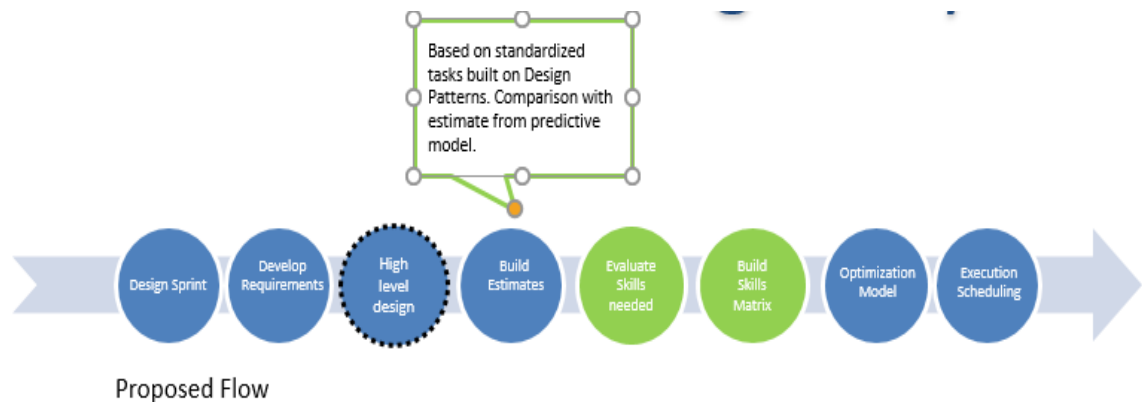 Based on standardized
tasks built on Design
Patterns. Comparison with
estimate from predictive
model.
Design Sprint
Develop
Requirements
High
level
design
Build
Estimates
Evaluate
Skills
needed
Build
Skills
Matrix
Optimization
Model
Execution
Scheduling
Proposed Flow